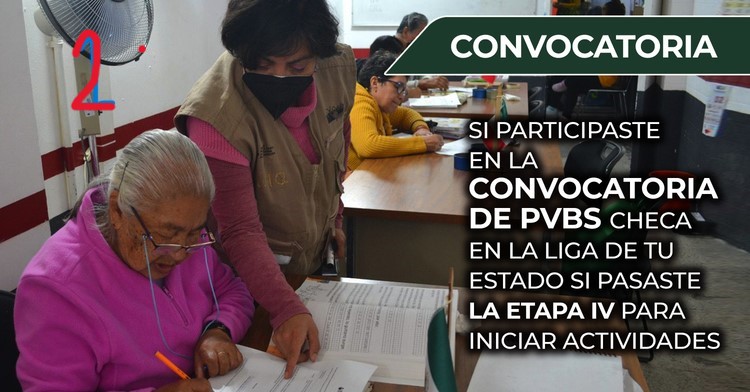 2.
CONVOCATORIA
SI PARTICIPASTE
EN LA
CONVOCATORIA
DE PVBS CHECA
EN LA LIGA DE TU
ESTADO SI PASASTE
LA ETAPA IV PARA
INICIAR ACTIVIDADES